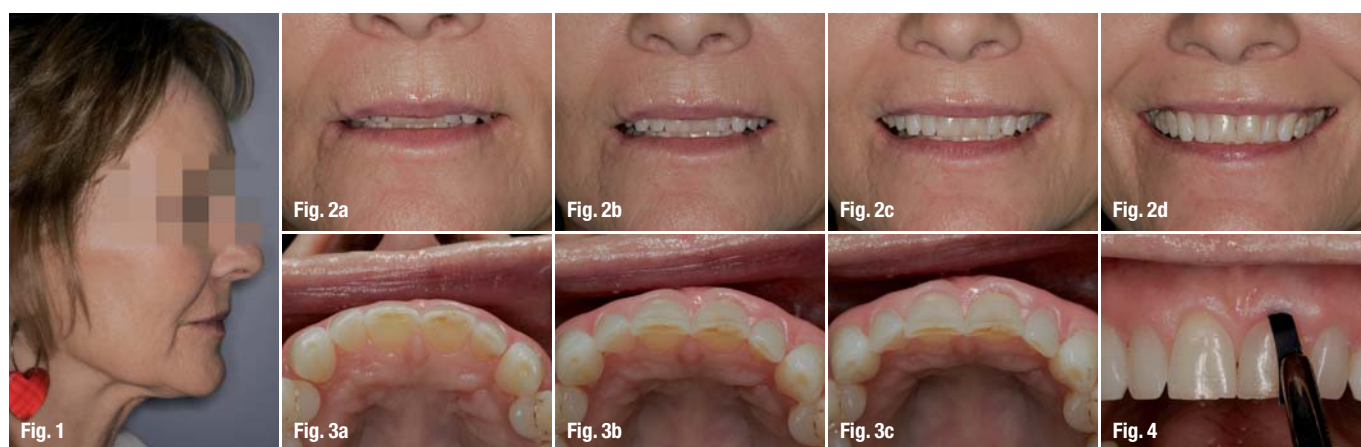 Fig. 1
Fig. 2a
Fig. 2b
Fig. 2c
Fig. 2d
Fig. 3a
Fig. 3b
Fig. 3c
Fig. 4